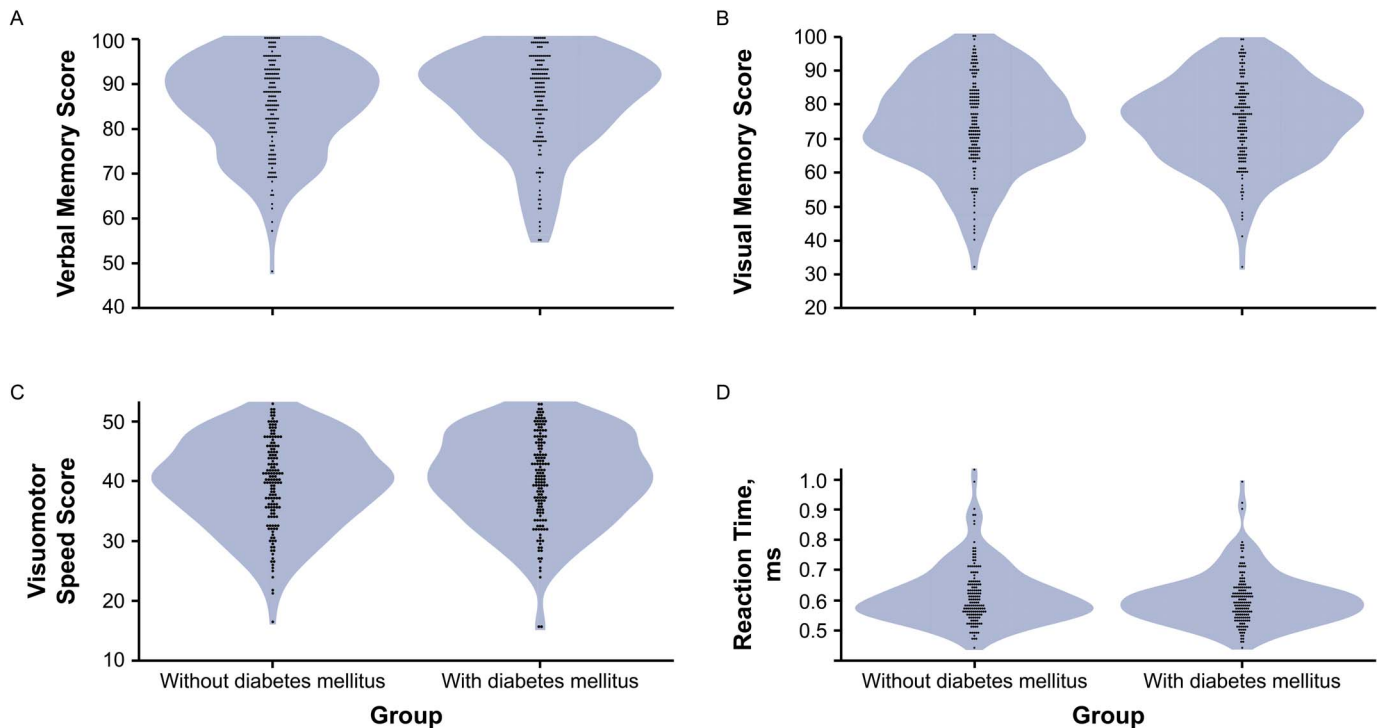 A
Verbal Memory Score
100
90
80
70
60
50
40
B
Visual Memory Score
100
90
80
70
60
50
40
30
20
C
Visuomotor
Speed Score
50
40
30
20
10
Without diabetes mellitus
With diabetes mellitus
Group
D
Reaction Time,
ms
1.0
0.9
0.8
0.7
0.6
0.5
Without diabetes mellitus
With diabetes mellitus
Group